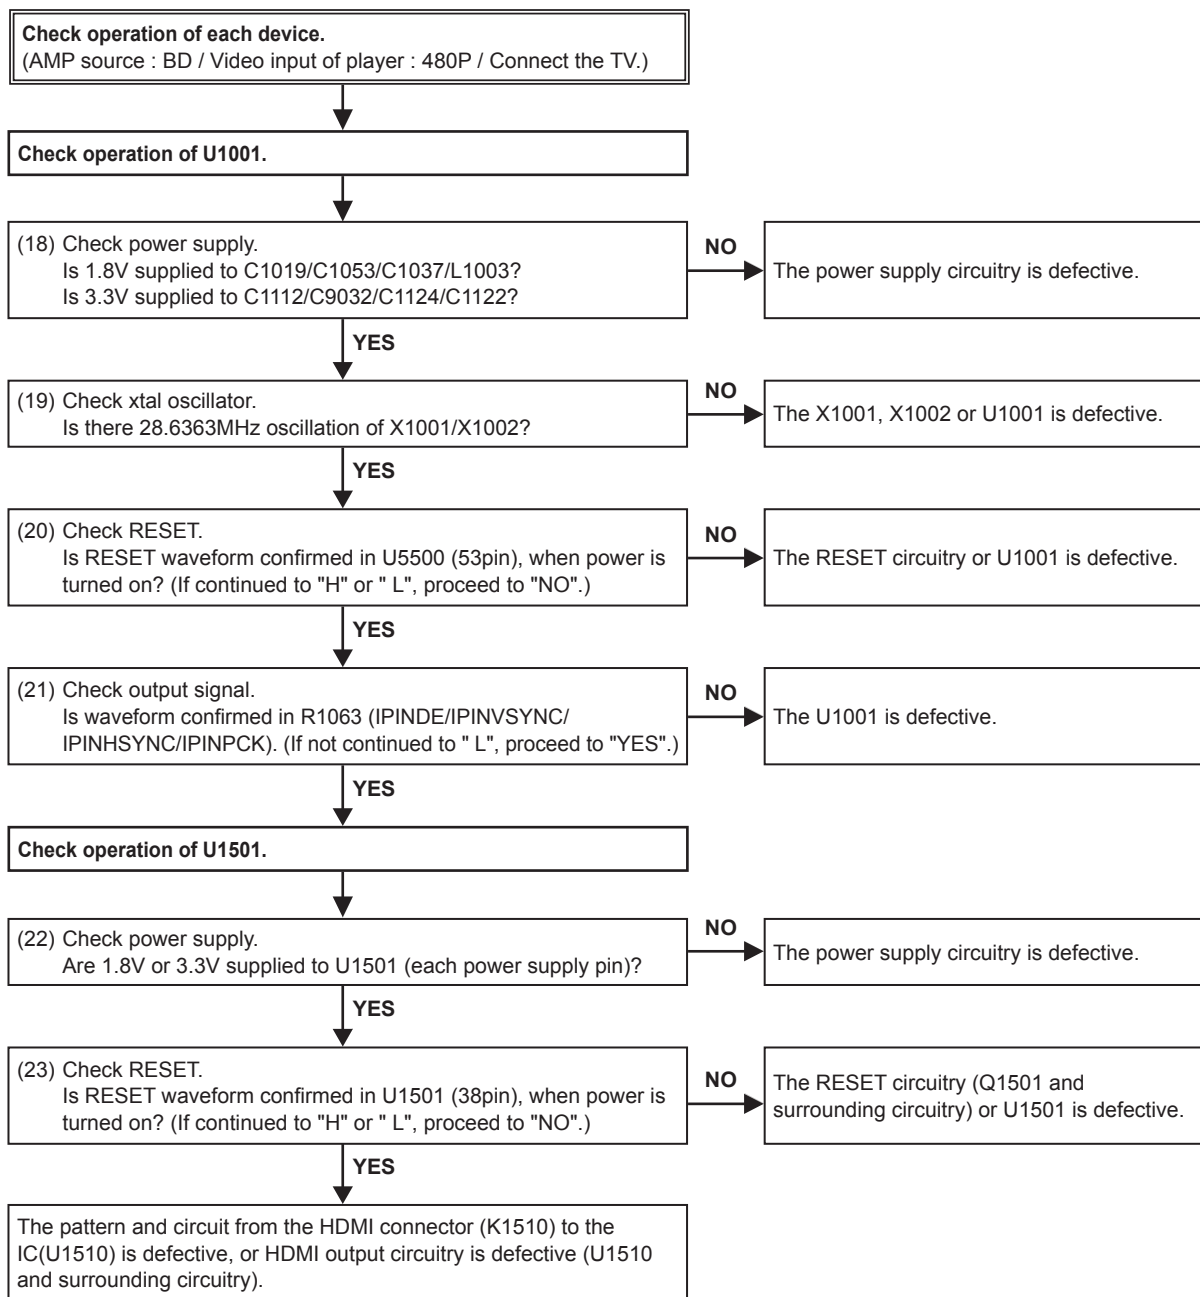 Check operation of each device.
(AMP source : BD / Video input of player : 480P / Connect the TV.)
Check operation of U1001.
(18) Check power supply.
Is 1.8V supplied to C1019/C1053/C1037/L1003?
Is 3.3V supplied to C1112/C9032/C1124/C1122?
NO
The power supply circuitry is defective.
YES
(19) Check xtal oscillator.
Is there 28.6363MHz oscillation of X1001/X1002?
NO
The X1001, X1002 or U1001 is defective.
YES
(20) Check RESET.
Is RESET waveform confirmed in U5500 (53pin), when power is
turned on? (If continued to "H" or " L", proceed to "NO".)
NO
The RESET circuitry or U1001 is defective.
YES
(21) Check output signal.
Is waveform confirmed in R1063 (IPINDE/IPINVSYNC/
IPINHSYNC/IPINPCK). (If not continued to " L", proceed to "YES".)
NO
The U1001 is defective.
YES
Check operation of U1501.
(22) Check power supply.
Are 1.8V or 3.3V supplied to U1501 (each power supply pin)?
NO
The power supply circuitry is defective.
YES
(23) Check RESET.
Is RESET waveform confirmed in U1501 (38pin), when power is
turned on? (If continued to "H" or " L", proceed to "NO".)
NO
The RESET circuitry (Q1501 and
surrounding circuitry) or U1501 is defective.
YES
The pattern and circuit from the HDMI connector (K1510) to the
IC(U1510) is defective, or HDMI output circuitry is defective (U1510
and surrounding circuitry).